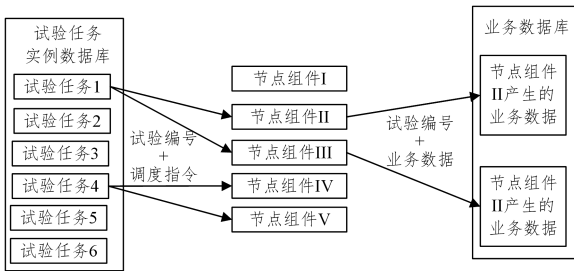 试验任务
实例数据库
试验任务1
试验任务2
试验任务3
试验任务4
试验任务5
试验任务6
试验编号
+
调度指令
节点组件I
节点组件II
节点组件III
节点组件IV
节点组件V
试验编号
+
业务数据
业务数据库
节点组件
II产生的
业务数据
节点组件
II产生的
业务数据